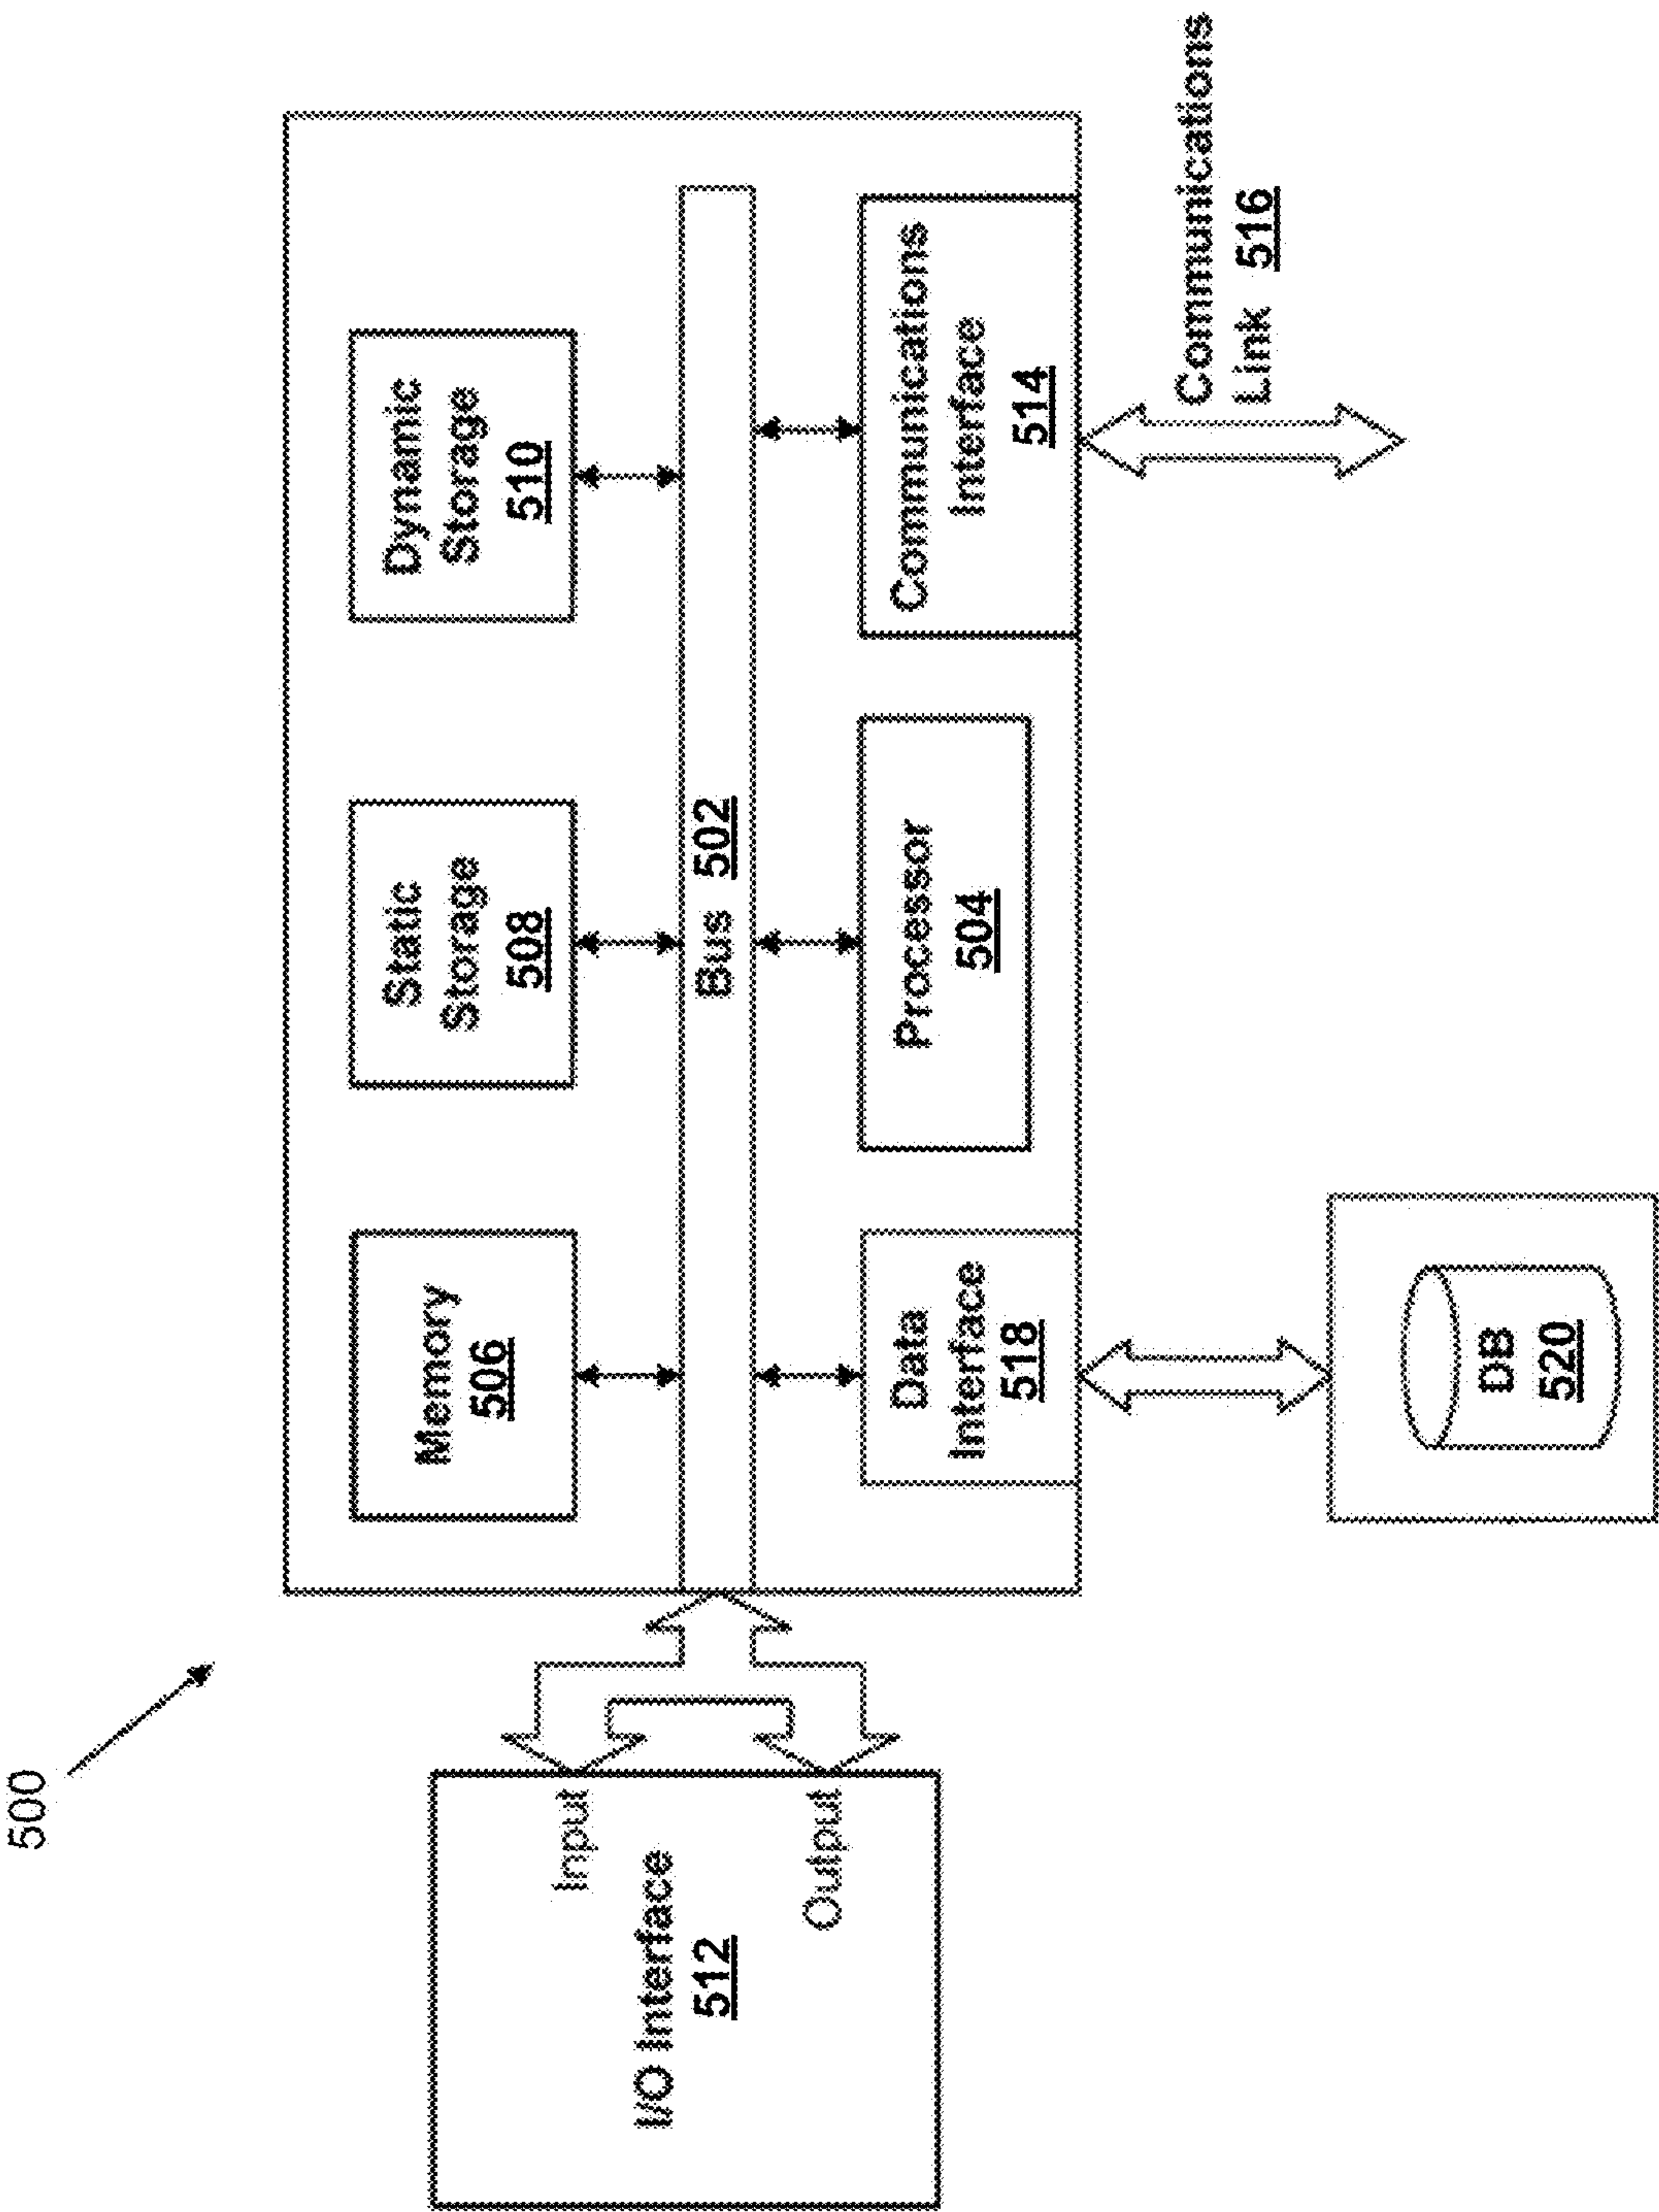 500
Memory
506
Static
Storage
508
Dynamic
Storage
510
I/O Interface
512
Input
Output
Bus 502
Data
Interface
518
Processor
504
Communications
Interface
514
Communications
Link 516
DB
520